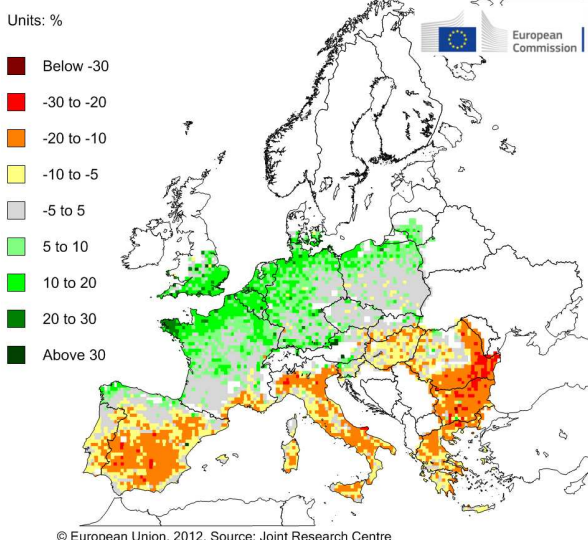 Units: %
European
Commission
Below -30
-30 to -20
-20 to -10
-10 to -5
-5 to 5
5 to 10
10 to 20
20 to 30
Above 30
© European Union, 2012. Source: Joint Research Centre